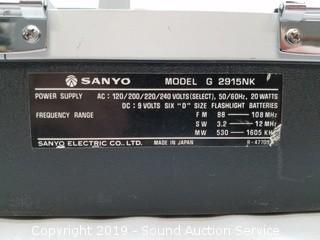 SANYO MODEL G 2915NK
POWER SUPPLY AC : 120/200/220/240 VOLTS (SELECT), 50/60Hz, 20 WATTS
DC : 9 VOLTS SIX "D" SIZE FLASHLIGHT BATTERIES
FREQUENCY RANGE FM 88 — 108 MHz
SW 3.2 — 12 MHz
MW 530 — 1605 KHz
SANYO ELECTRIC CO., LTD. MADE IN JAPAN
Copyright 2019 - Sound Auction Service